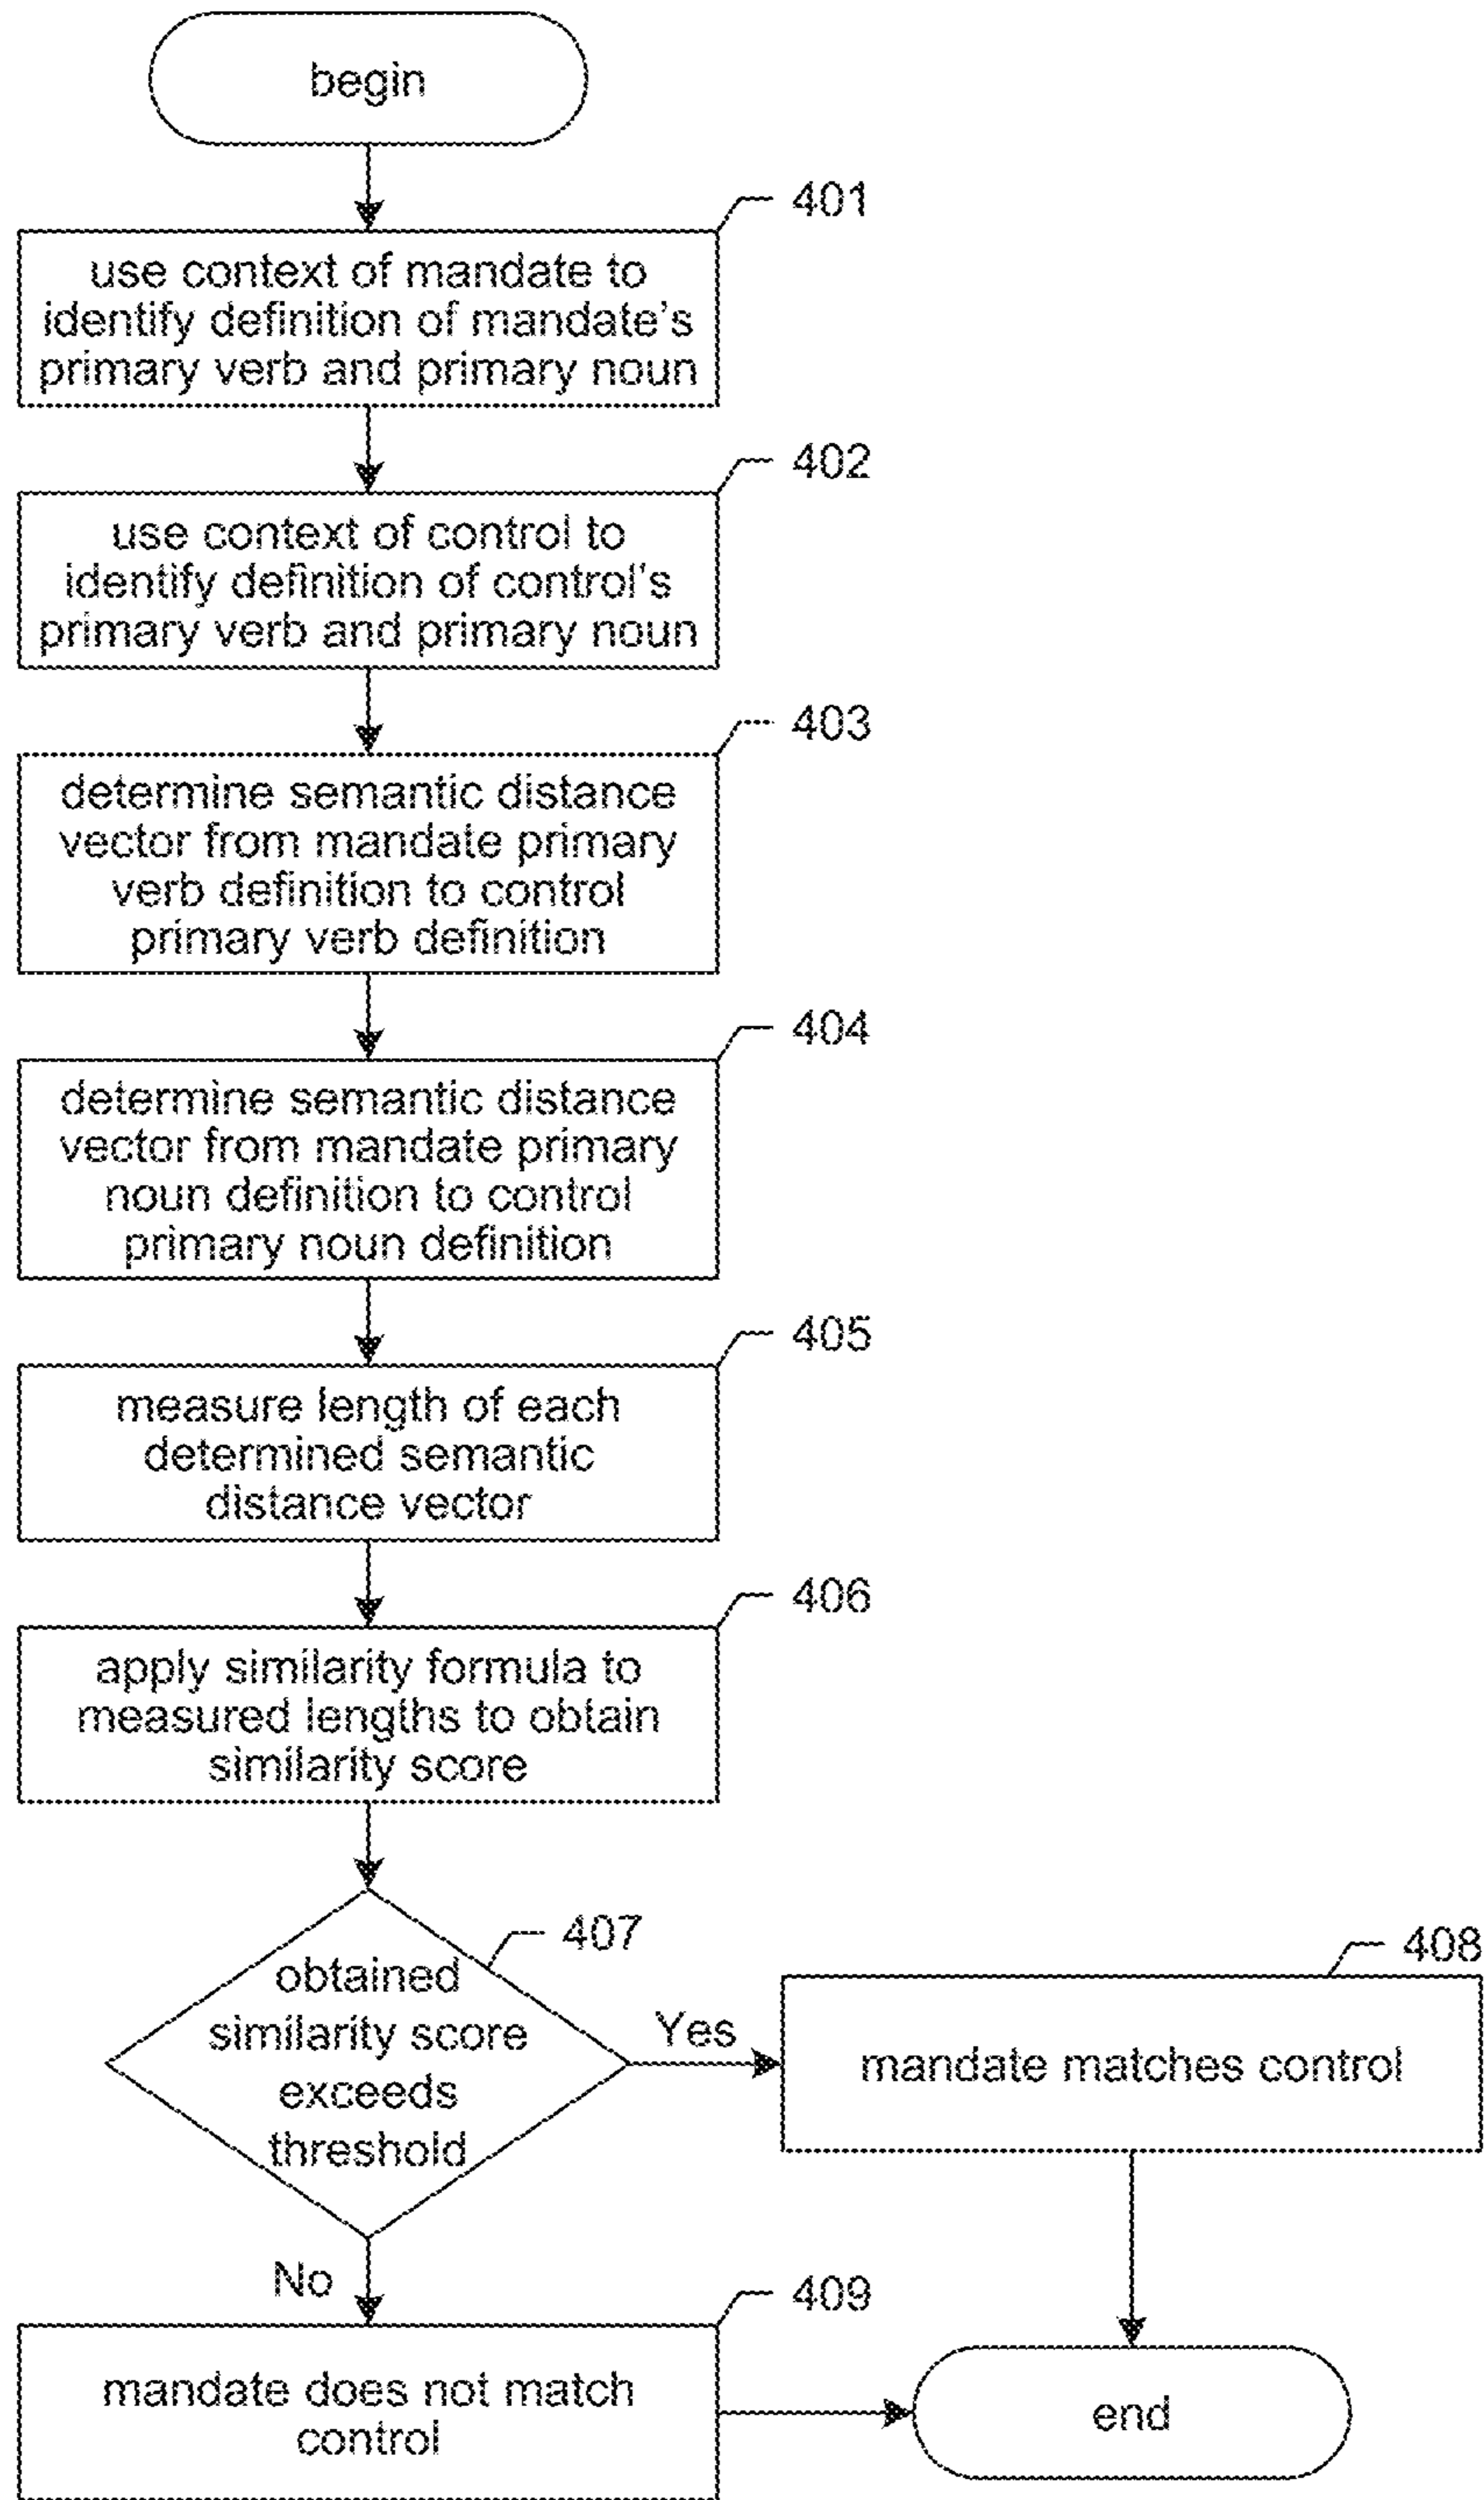 begin
401
use context of mandate to
identify definition of mandate's
primary verb and primary noun
402
use context of control to
identify definition of control's
primary verb and primary noun
403
determine semantic distance
vector from mandate primary
verb definition to control
primary verb definition
404
determine semantic distance
vector from mandate primary
noun definition to control
primary noun definition
405
measure length of each
determined semantic
distance vector
406
apply similarity formula to
measured lengths to obtain
similarity score
407
obtained
similarity score
exceeds
threshold
Yes
408
mandate matches control
No
409
mandate does not match
control
end